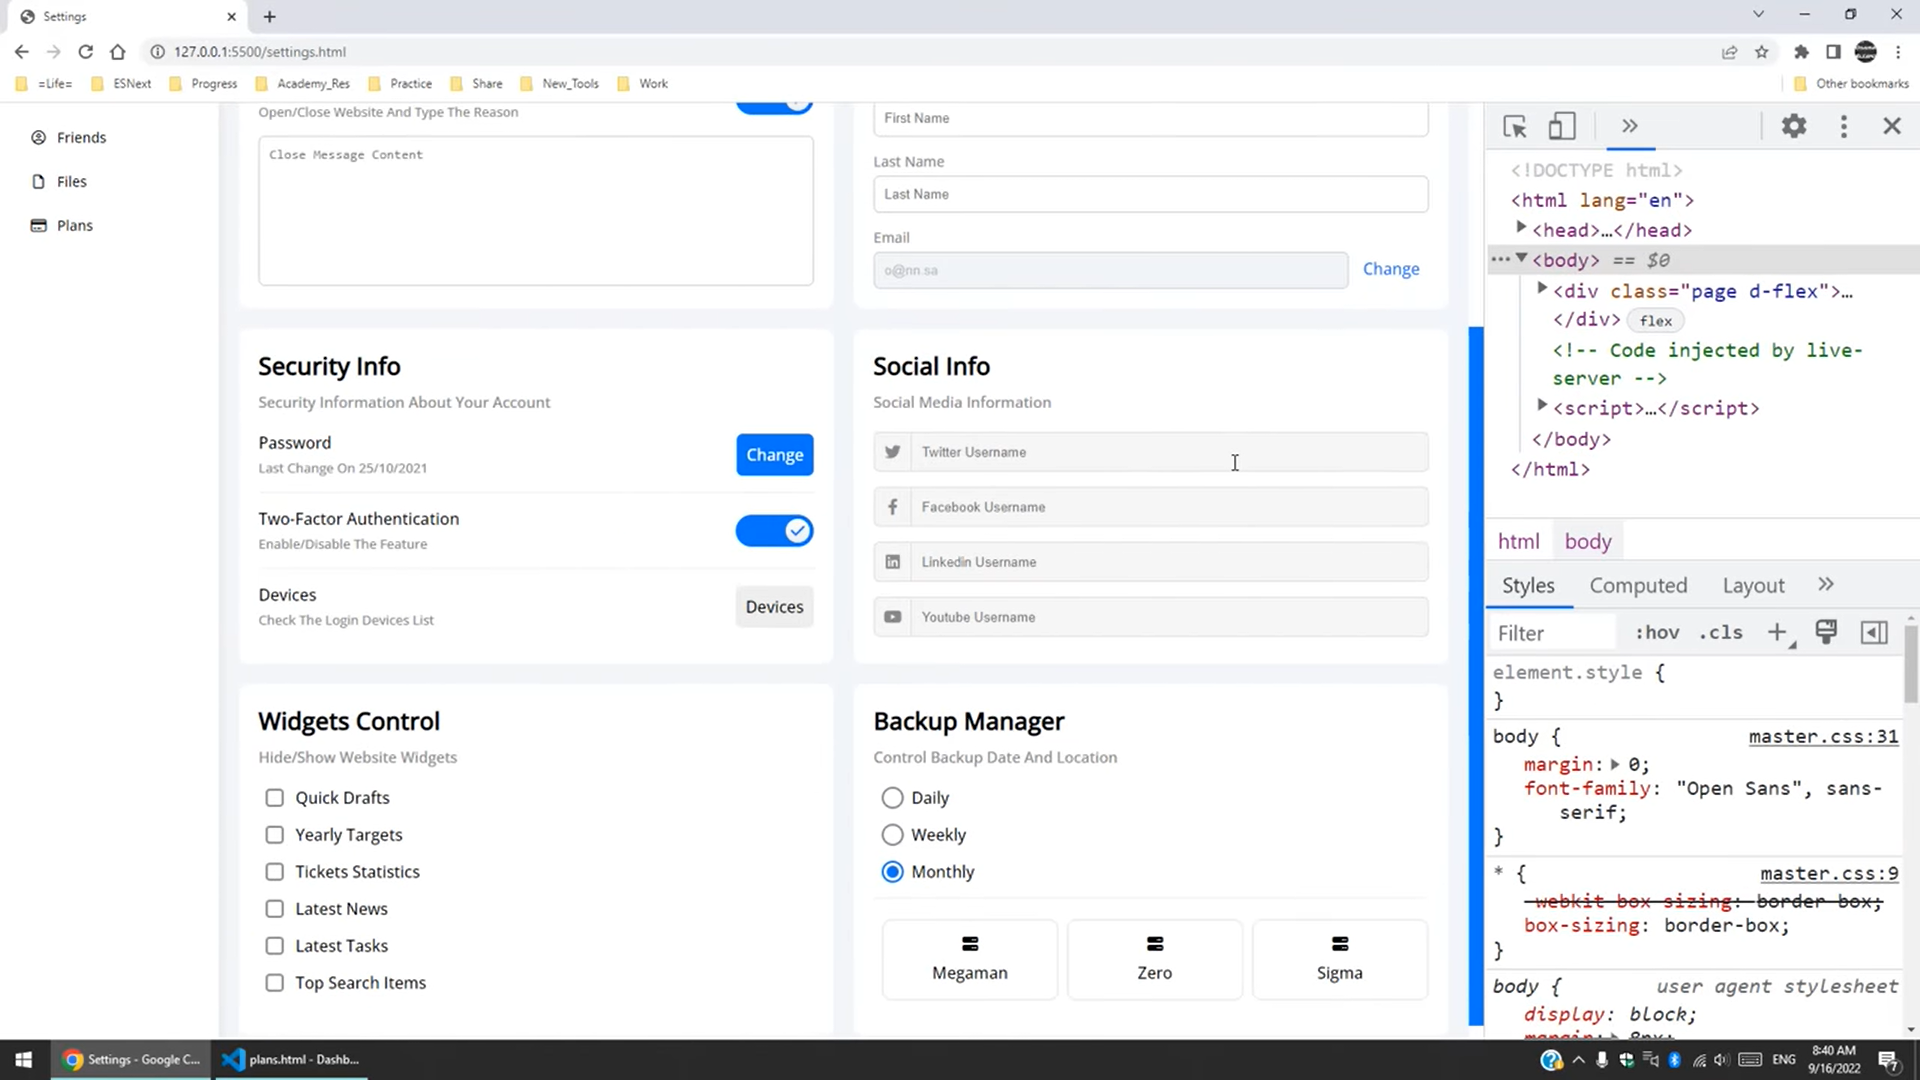 Settings
127.0.0.1:5500/settings.html
=Life=
ESNext
Progress
Academy_Res
Practice
Share
New_Tools
Work
Other bookmarks
Friends
Files
Plans
Open/Close Website And Type The Reason
Close Message Content
First Name
Last Name
Last Name
Email
o@nn.sa
Change
Security Info
Security Information About Your Account
Password
Last Change On 25/10/2021
Change
Two-Factor Authentication
Enable/Disable The Feature
Devices
Check The Login Devices List
Devices
Social Info
Social Media Information
Twitter Username
Facebook Username
Linkedin Username
Youtube Username
Widgets Control
Hide/Show Website Widgets
Quick Drafts
Yearly Targets
Tickets Statistics
Latest News
Latest Tasks
Top Search Items
Backup Manager
Control Backup Date And Location
Daily
Weekly
Monthly
Megaman
Zero
Sigma
<!DOCTYPE html>
<html lang="en">
<head>…</head>
<body> == $0
<div class="page d-flex">…
</div> flex
<!-- Code injected by live-
server -->
<script>…</script>
</body>
</html>
html body
Styles Computed Layout
Filter :hov .cls
element.style {
}
body { master.css:31
margin: 0;
font-family: "Open Sans", sans-
serif;
}
* { master.css:9
-webkit-box-sizing: border-box;
box-sizing: border-box;
}
body { user agent stylesheet
display: block;
margin: 8px;
Settings - Google C...
plans.html - Dashb...
ENG
8:40 AM
9/16/2022
7